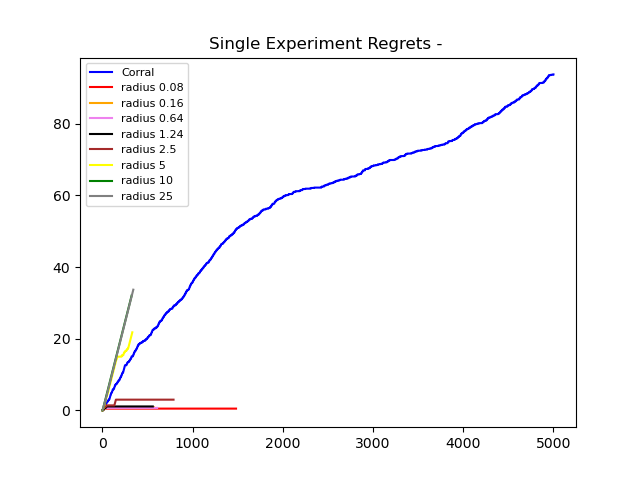 Single Experiment Regrets -
Corral
radius 0.08
radius 0.16
radius 0.64
radius 1.24
radius 2.5
radius 5
radius 10
radius 25
80
60
40
20
0
0 1000 2000 3000 4000 5000